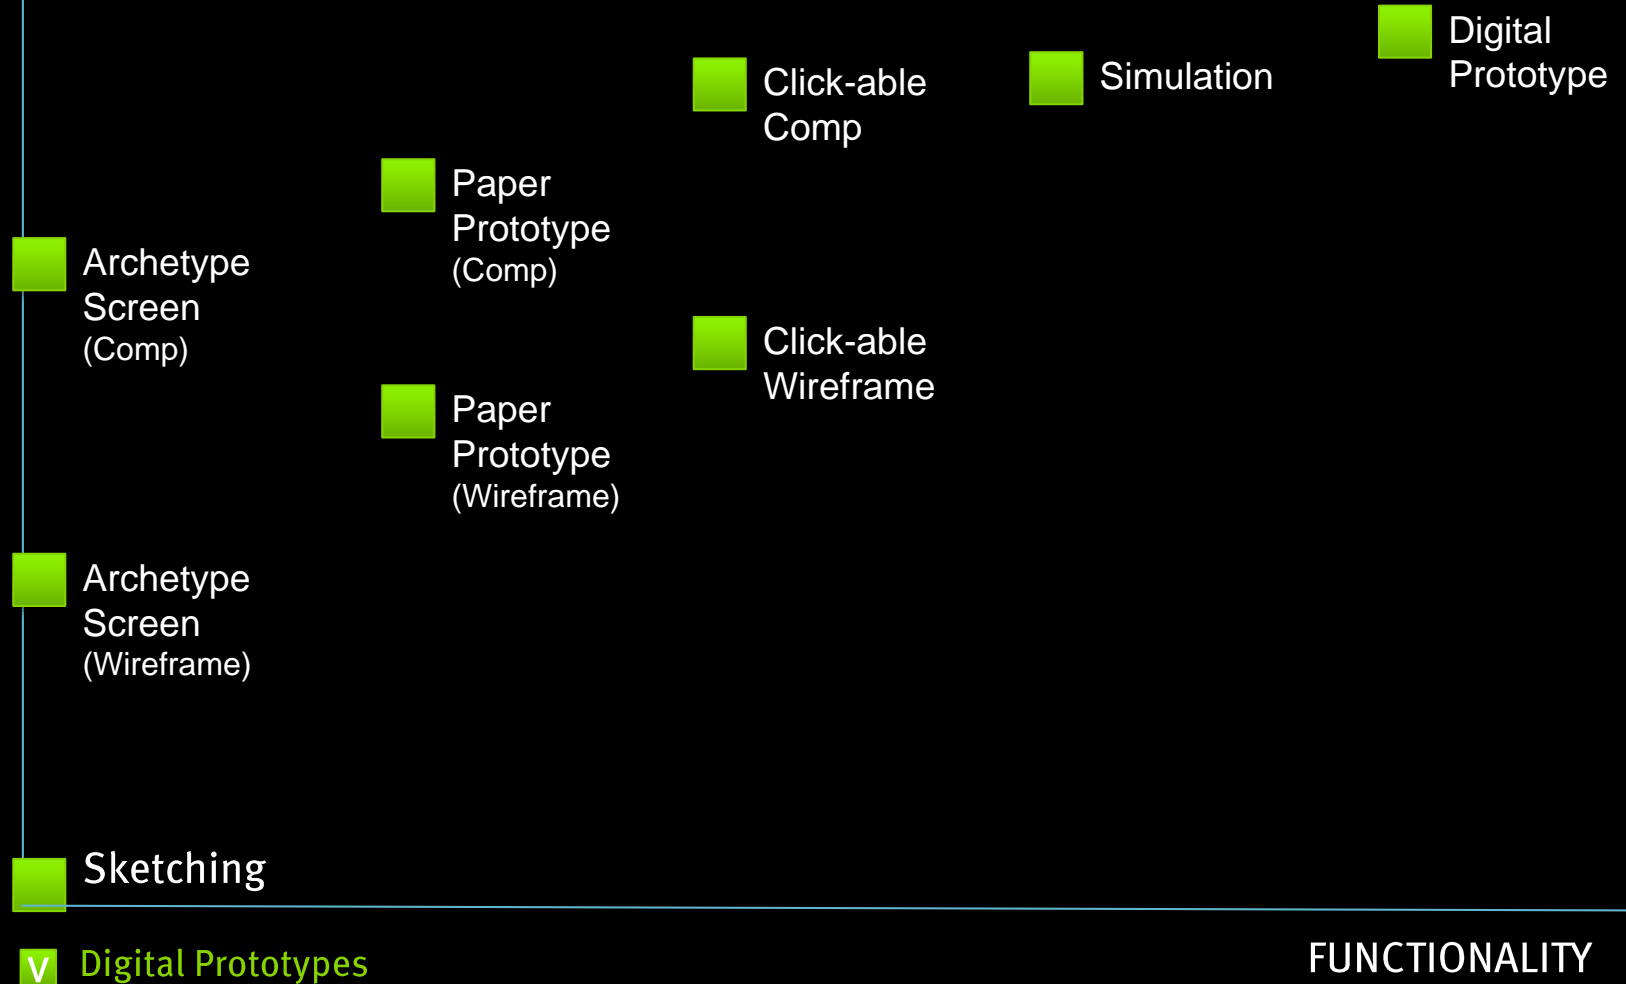 Digital
Prototype
Click-able
Comp
Simulation
Paper
Prototype
(Comp)
Archetype
Screen
(Comp)
Click-able
Wireframe
Paper
Prototype
(Wireframe)
Archetype
Screen
(Wireframe)
Sketching
V Digital Prototypes
FUNCTIONALITY